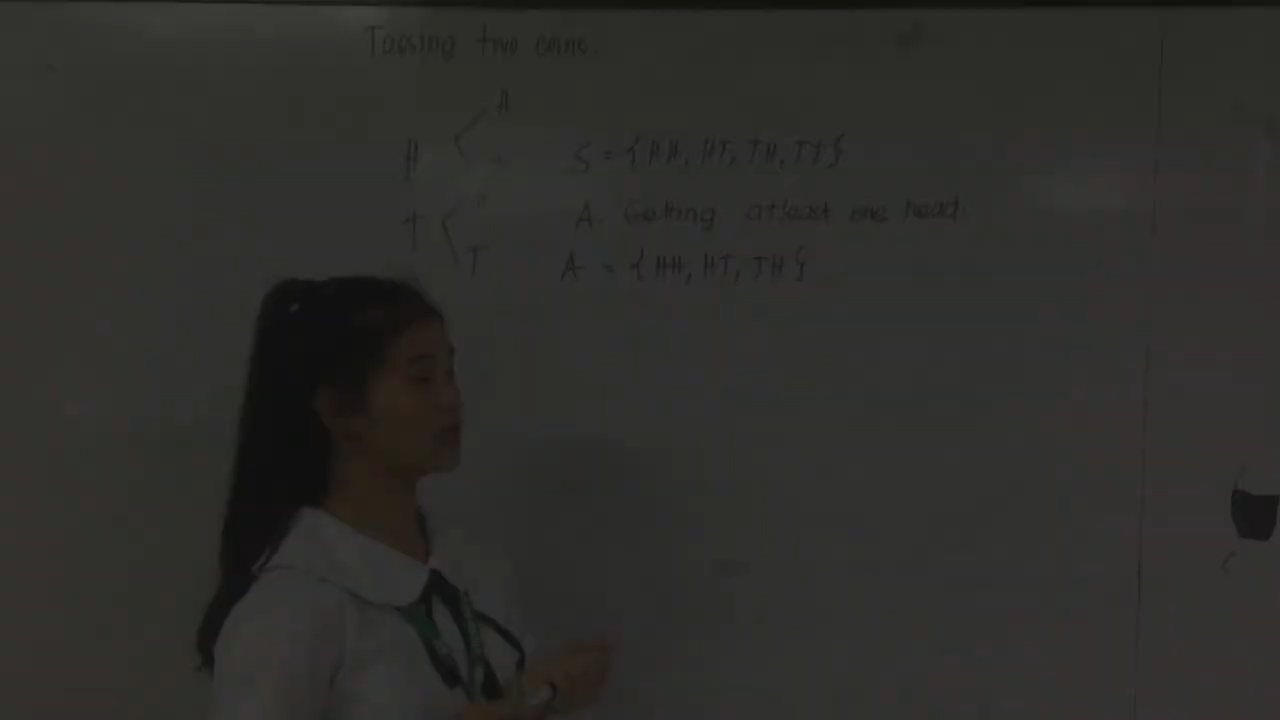 Tossing two coins.
H
H
S = {HH, HT, TH, TT}
H
T
A getting atleast one head.
T
A = {HH, HT, TH}